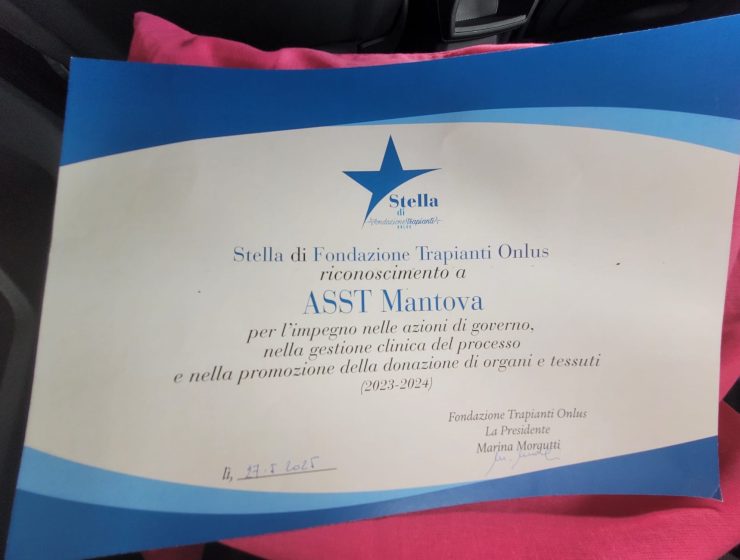 Stella
di
Fondazione Trapianti
ONLUS
Stella di Fondazione Trapianti Onlus
riconoscimento a
ASST Mantova
per l'impegno nelle azioni di governo,
nella gestione clinica del processo
e nella promozione della donazione di organi e tessuti
(2023-2024)
Fondazione Trapianti Onlus
La Presidente
Marina Morgutti
lì, 27.5.2025